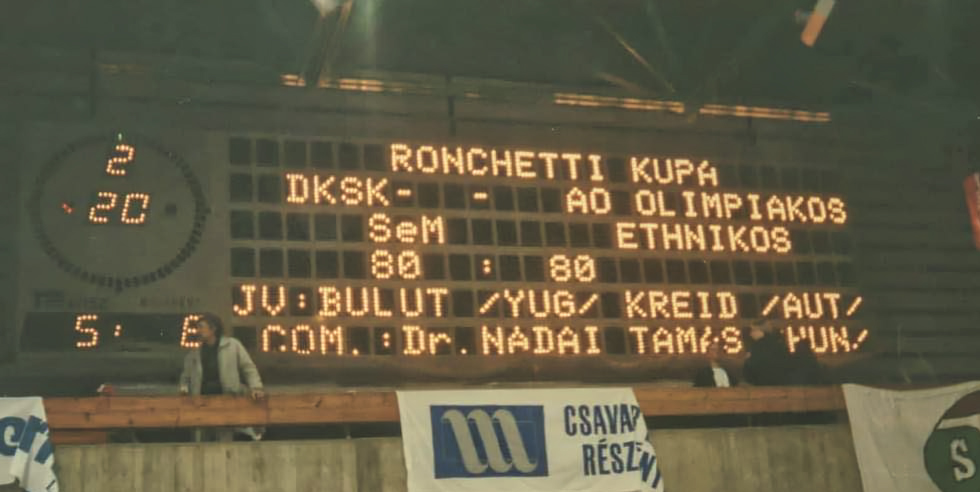 2
20
RONCHETTI KUPA
DKSK- - AO OLIMPIAKOS
SeM ETHNIKOS
80 : 80
JV:BULUT /YUG/ KREID /AUT/
COM.:Dr.NADAI TAMAS HUN/
5: 6
m CSAVAR
RÉSZ
S